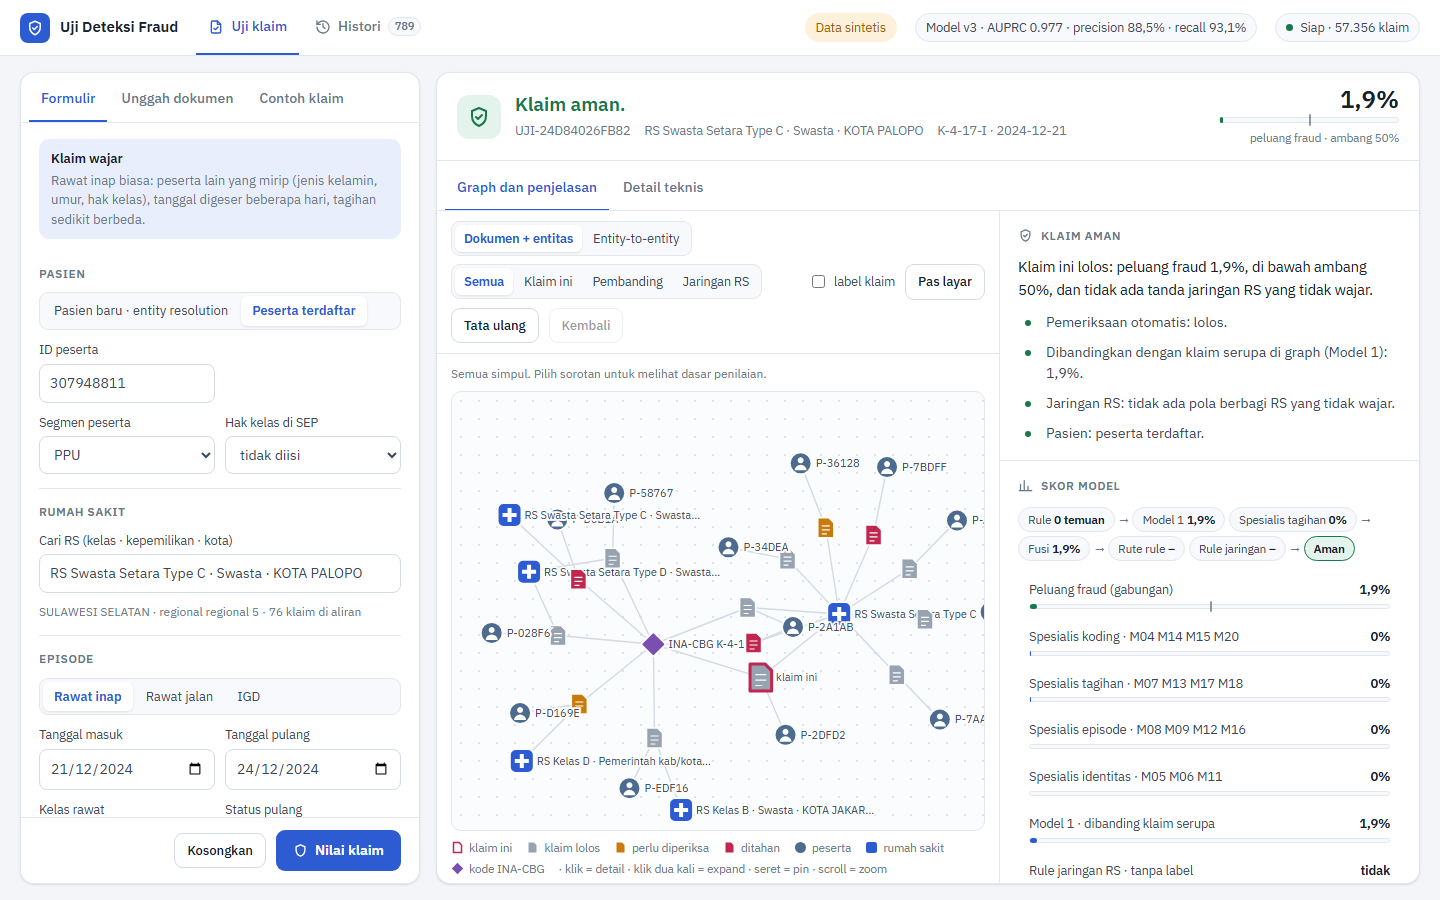 Uji Deteksi Fraud
Uji klaim
Histori 789
Data sintetis
Model v3 · AUPRC 0.977 · precision 88,5% · recall 93,1%
Siap · 57.356 klaim
Formulir
Unggah dokumen
Contoh klaim
Klaim wajar
Rawat inap biasa: peserta lain yang mirip (jenis kelamin,
umur, hak kelas), tanggal digeser beberapa hari, tagihan
sedikit berbeda.
PASIEN
Pasien baru · entity resolution
Peserta terdaftar
ID peserta
307948811
Segmen peserta
Hak kelas di SEP
PPU
tidak diisi
RUMAH SAKIT
Cari RS (kelas · kepemilikan · kota)
RS Swasta Setara Type C · Swasta · KOTA PALOPO
SULAWESI SELATAN · regional regional 5 · 76 klaim di aliran
EPISODE
Rawat inap
Rawat jalan
IGD
Tanggal masuk
Tanggal pulang
21/12/2024
24/12/2024
Kelas rawat
Status pulang
Kosongkan
Nilai klaim
Klaim aman.
UJI-24D84026FB82 RS Swasta Setara Type C · Swasta · KOTA PALOPO K-4-17-I · 2024-12-21
1,9%
peluang fraud · ambang 50%
Graph dan penjelasan
Detail teknis
Dokumen + entitas
Entity-to-entity
Semua
Klaim ini
Pembanding
Jaringan RS
label klaim
Pas layar
Tata ulang
Kembali
Semua simpul. Pilih sorotan untuk melihat dasar penilaian.
P-36128
P-7BDFF
P-58767
RS Swasta Setara Type C · Swasta...
P-34DEA
RS Swasta Setara Type D · Swasta...
RS Swasta Setara Type C
P-2A1AB
P-028F6
INA-CBG K-4-1
klaim ini
P-D169E
P-7AA
P-2DFD2
RS Kelas D · Pemerintah kab/kota...
P-EDF16
RS Kelas B · Swasta · KOTA JAKAR...
klaim ini
klaim lolos
perlu diperiksa
ditahan
peserta
rumah sakit
kode INA-CBG
· klik = detail · klik dua kali = expand · seret = pin · scroll = zoom
KLAIM AMAN
Klaim ini lolos: peluang fraud 1,9%, di bawah ambang
50%, dan tidak ada tanda jaringan RS yang tidak wajar.
Pemeriksaan otomatis: lolos.
Dibandingkan dengan klaim serupa di graph (Model 1):
1,9%.
Jaringan RS: tidak ada pola berbagi RS yang tidak wajar.
Pasien: peserta terdaftar.
SKOR MODEL
Rule 0 temuan → Model 1 1,9% Spesialis tagihan 0% →
Fusi 1,9% → Rute rule – Rule jaringan – → Aman
Peluang fraud (gabungan) 1,9%
Spesialis koding · M04 M14 M15 M20 0%
Spesialis tagihan · M07 M13 M17 M18 0%
Spesialis episode · M08 M09 M12 M16 0%
Spesialis identitas · M05 M06 M11 0%
Model 1 · dibanding klaim serupa 1,9%
Rule jaringan RS · tanpa label tidak